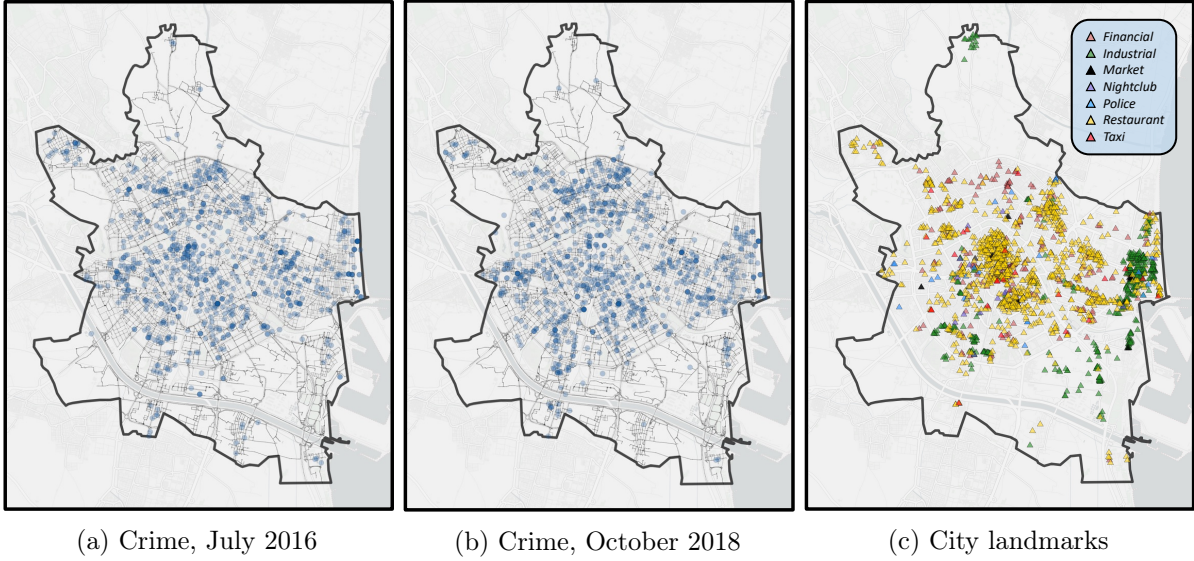 Financial
Industrial
Market
Nightclub
Police
Restaurant
Taxi
(a) Crime, July 2016
(b) Crime, October 2018
(c) City landmarks